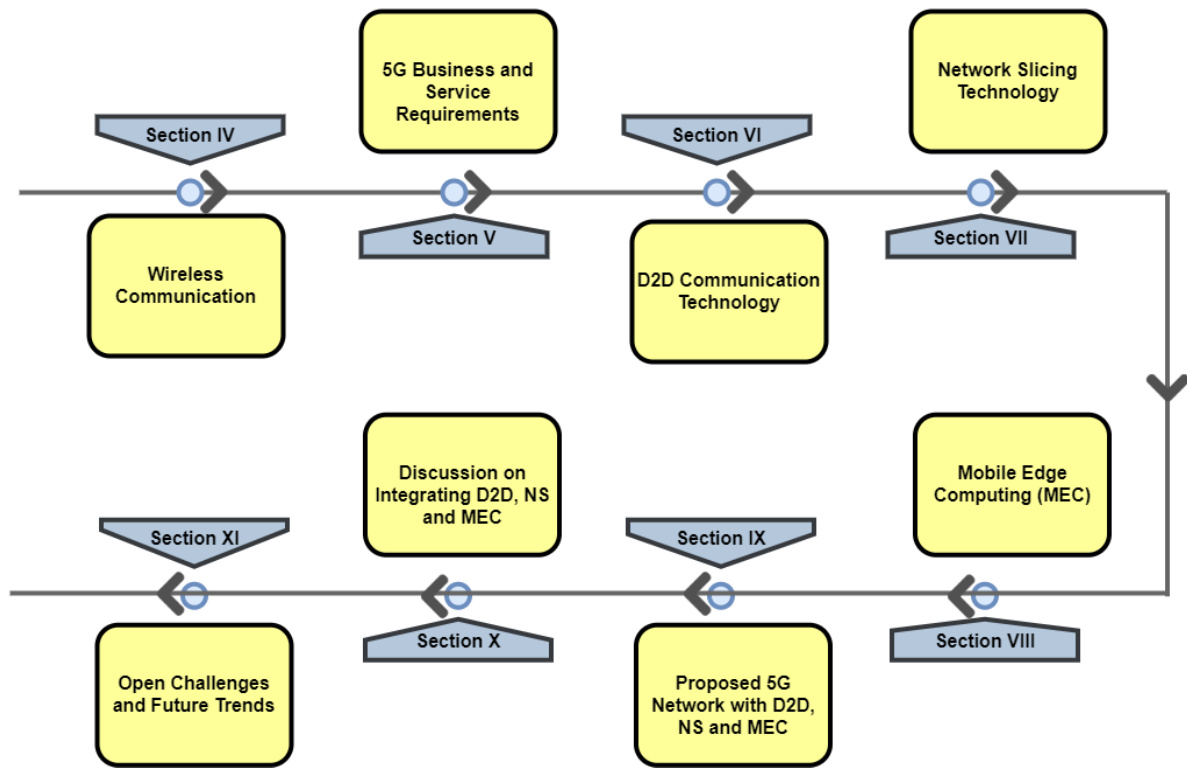 Section IV
Wireless
Communication
5G Business and
Service
Requirements
Section V
Section VI
D2D Communication
Technology
Network Slicing
Technology
Section VII
Mobile Edge
Computing (MEC)
Section VIII
Section IX
Proposed 5G
Network with D2D,
NS and MEC
Discussion on
Integrating D2D, NS
and MEC
Section X
Section XI
Open Challenges
and Future Trends